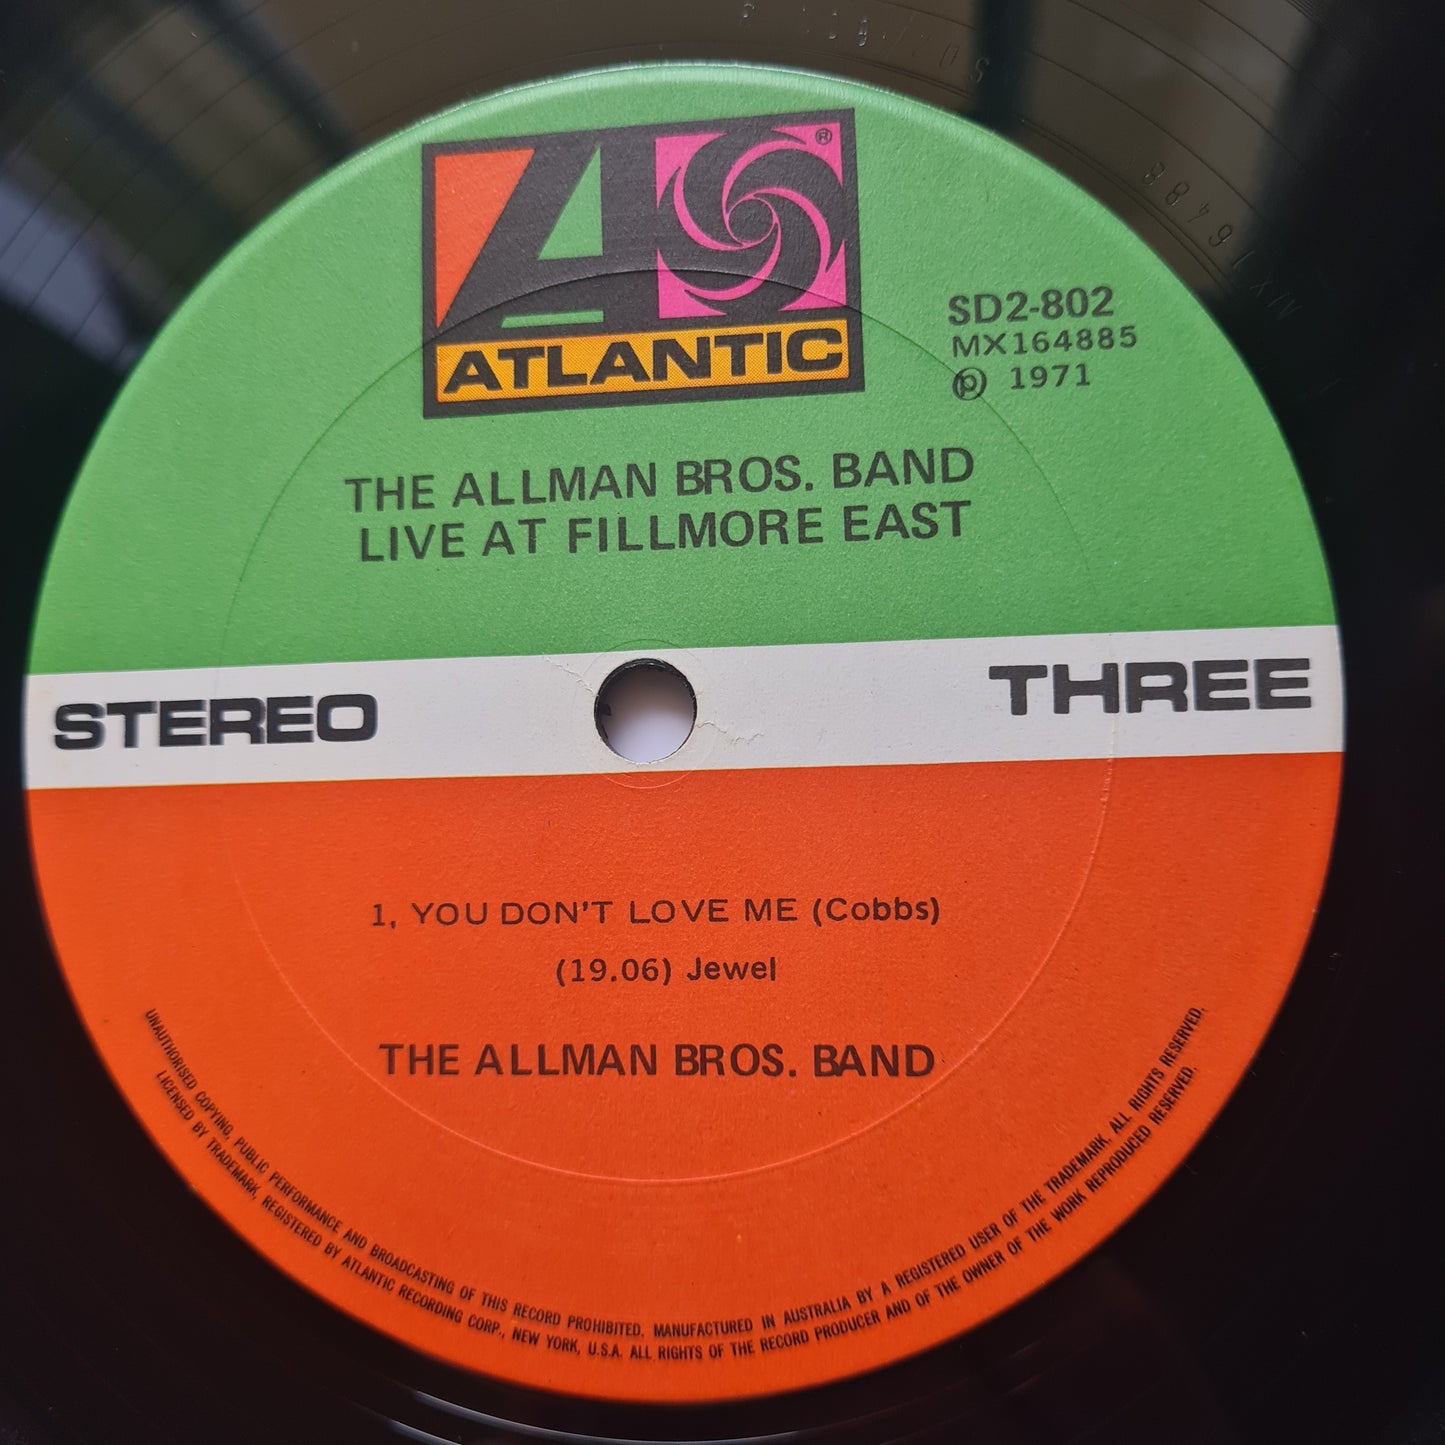 ATLANTIC
®
SD2-802
MX164885
℗ 1971
THE ALLMAN BROS. BAND
LIVE AT FILLMORE EAST
STEREO
THREE
1, YOU DON'T LOVE ME (Cobbs)
(19.06) Jewel
THE ALLMAN BROS. BAND
UNAUTHORISED COPYING, PUBLIC PERFORMANCE AND BROADCASTING OF THIS RECORD PROHIBITED. MANUFACTURED IN AUSTRALIA BY A REGISTERED USER OF THE TRADEMARK. ALL RIGHTS RESERVED.
LICENSED BY TRADEMARK, REGISTERED BY ATLANTIC RECORDING CORP., NEW YORK, U.S.A. ALL RIGHTS OF THE RECORD PRODUCER AND OF THE OWNER OF THE WORK REPRODUCED RESERVED.